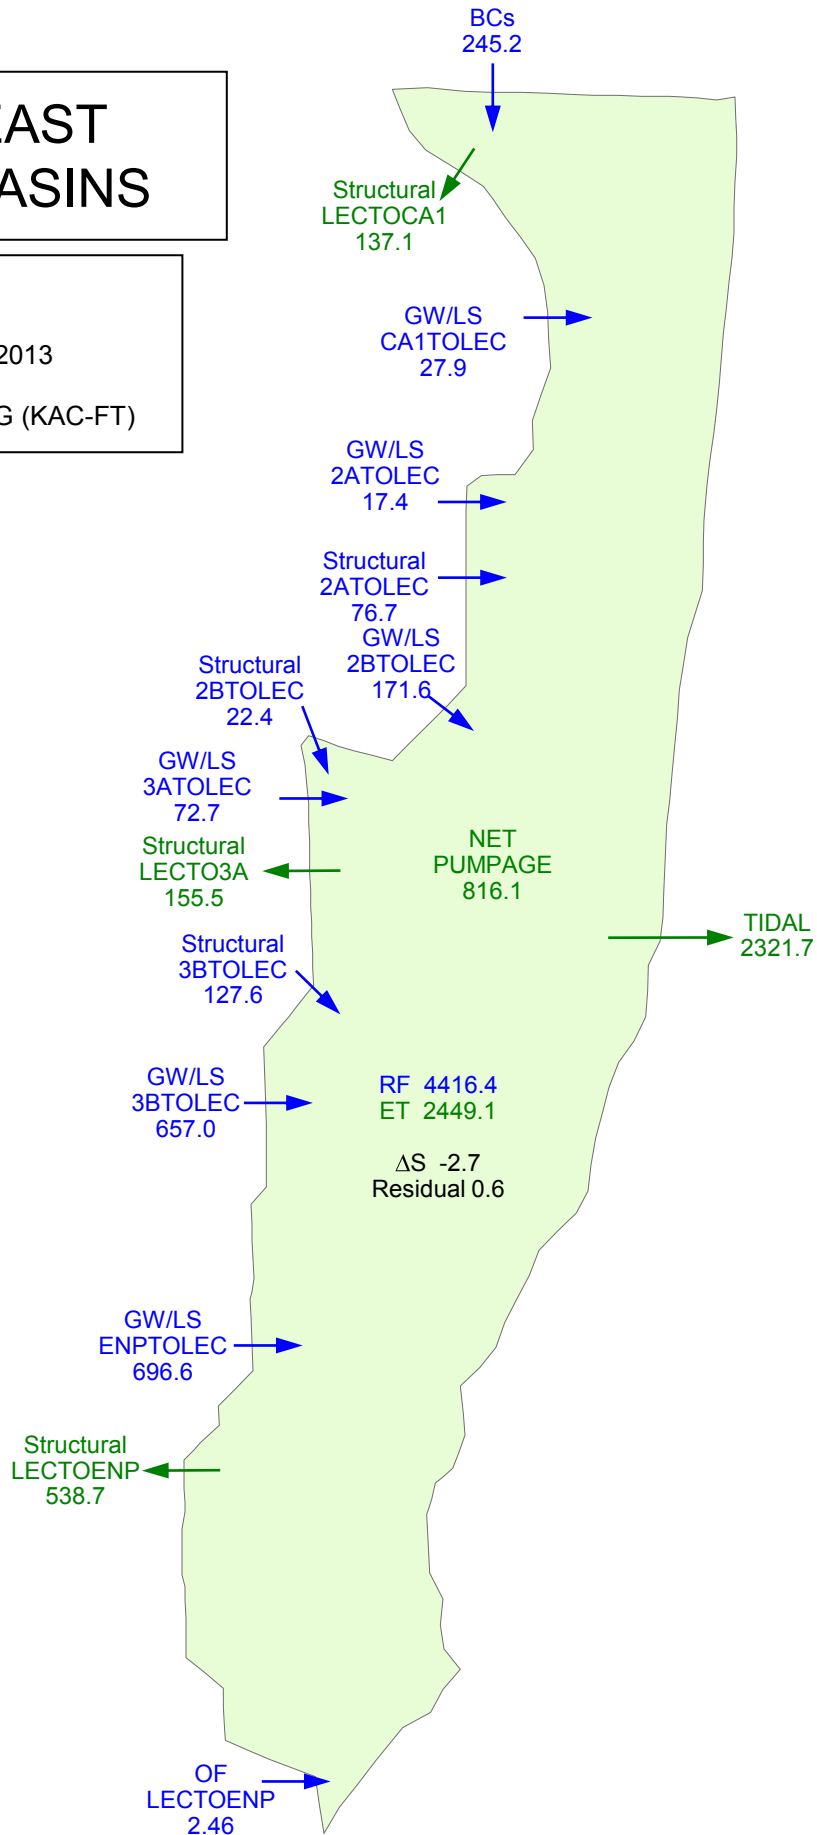 BCs
245.2
EAST
ASINS
Structural
LECTOCA1
137.1
2013
G (KAC-FT)
GW/LS
CA1TOLEC
27.9
GW/LS
2ATOLEC
17.4
Structural
2ATOLEC
76.7
GW/LS
2BTOLEC
171.6
Structural
2BTOLEC
22.4
GW/LS
3ATOLEC
72.7
Structural
LECTO3A
155.5
NET
PUMPAGE
816.1
TIDAL
2321.7
Structural
3BTOLEC
127.6
GW/LS
3BTOLEC
657.0
RF 4416.4
ET 2449.1
ΔS -2.7
Residual 0.6
GW/LS
ENPTOLEC
696.6
Structural
LECTOENP
538.7
OF
LECTOENP
2.46